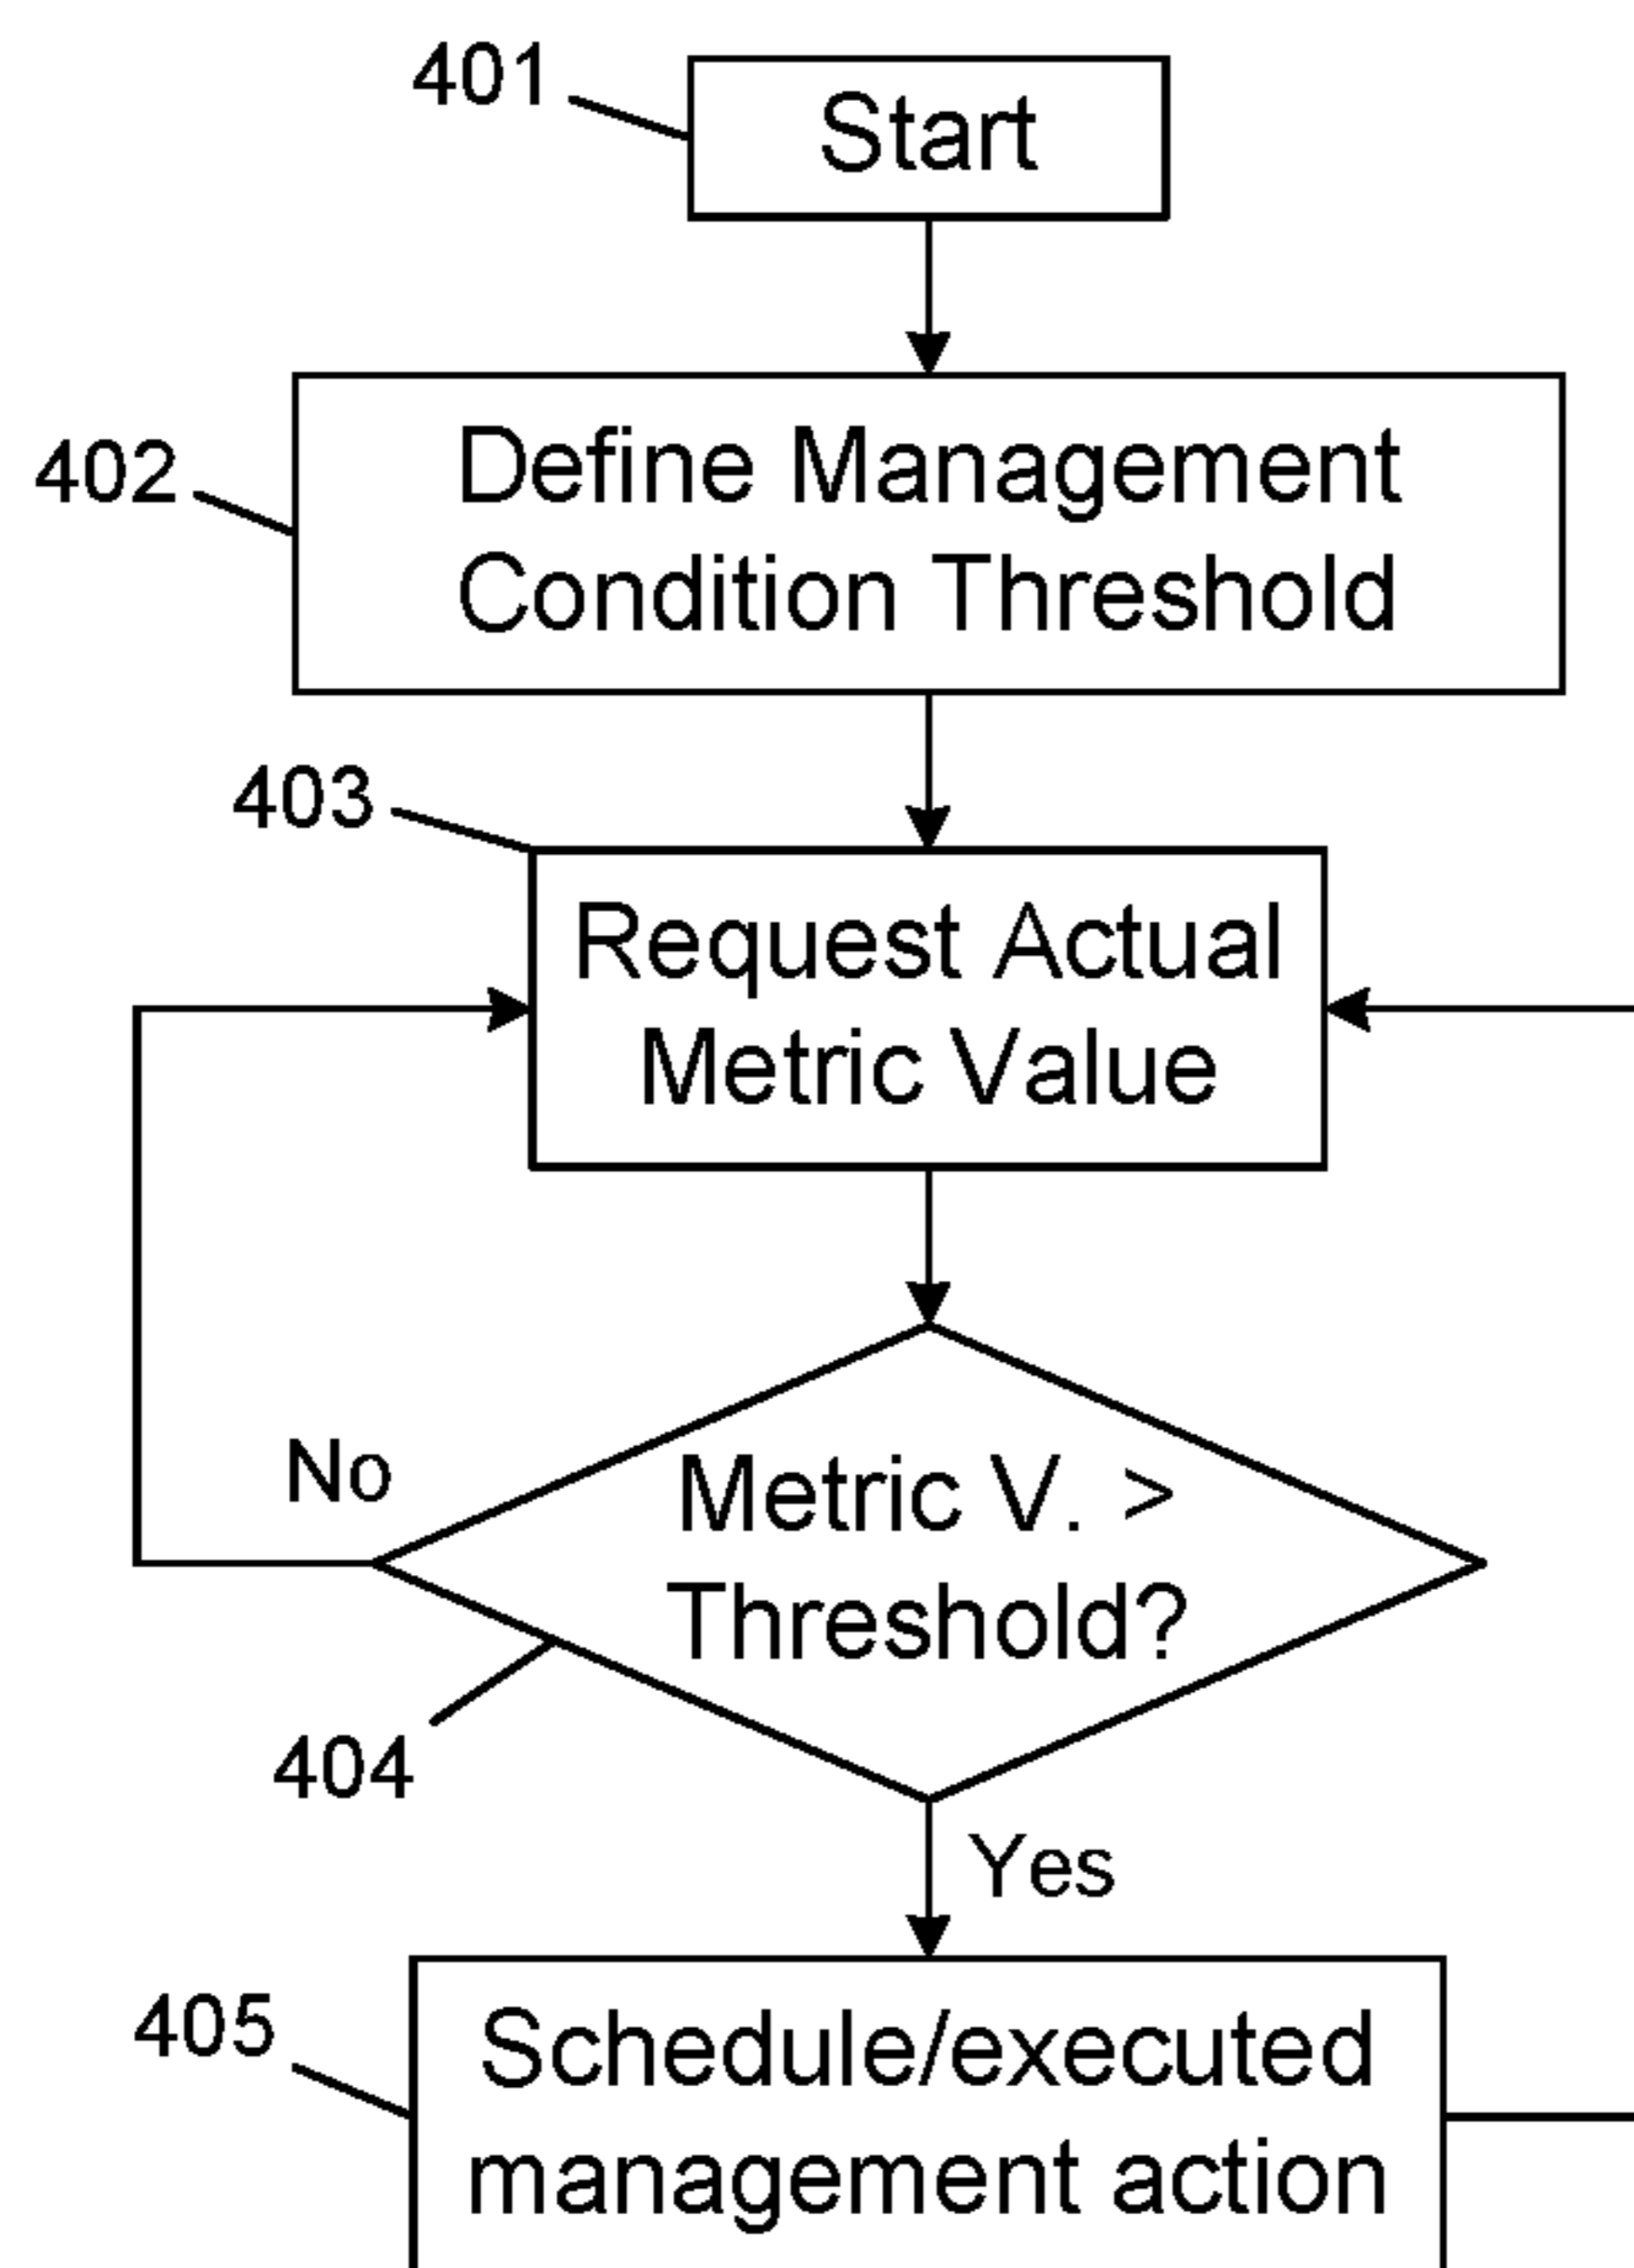 401
Start
402
Define Management
Condition Threshold
403
Request Actual
Metric Value
No
Metric V. >
Threshold?
404
Yes
405
Schedule/executed
management action